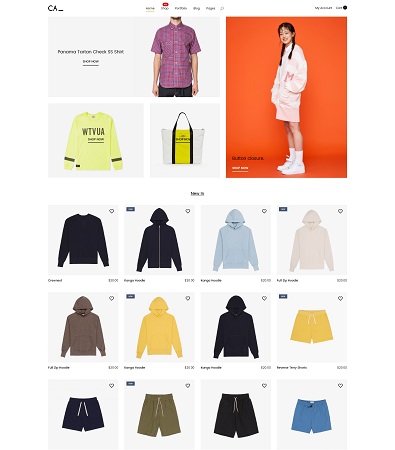 CA_
Home
Shop
Portfolio
Blog
Pages
My Account
Cart
Panama Tartan Check SS Shirt
SHOP NOW
WTVUA
SHOP NOW
SHOP NOW
Button closure.
SHOP NOW
New In
Crewneck
$20.00
Kanga Hoodie
$20.00
Kanga Hoodie
$20.00
Full Zip Hoodie
$20.00
Full Zip Hoodie
$20.00
Kanga Hoodie
$20.00
Kanga Hoodie
$20.00
Reverse Terry Shorts
$20.00